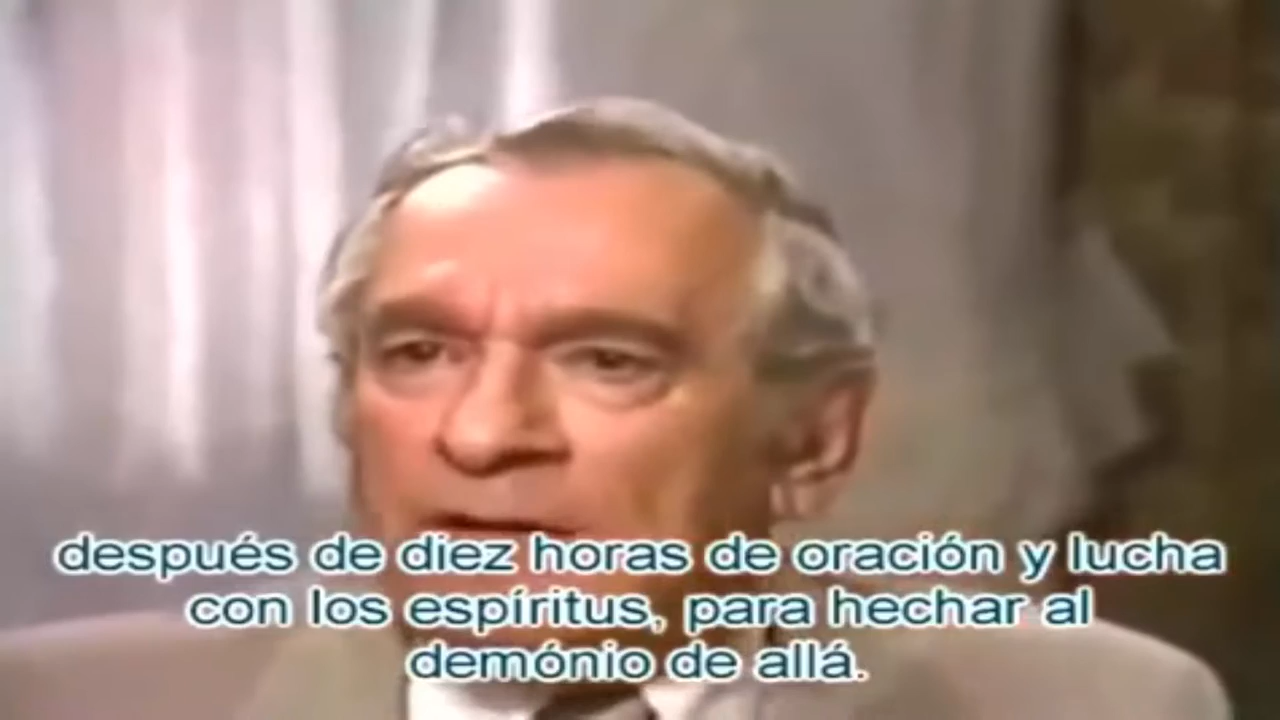 después de diez horas de oración y lucha
con los espíritus, para hechar al
demónio de allá.